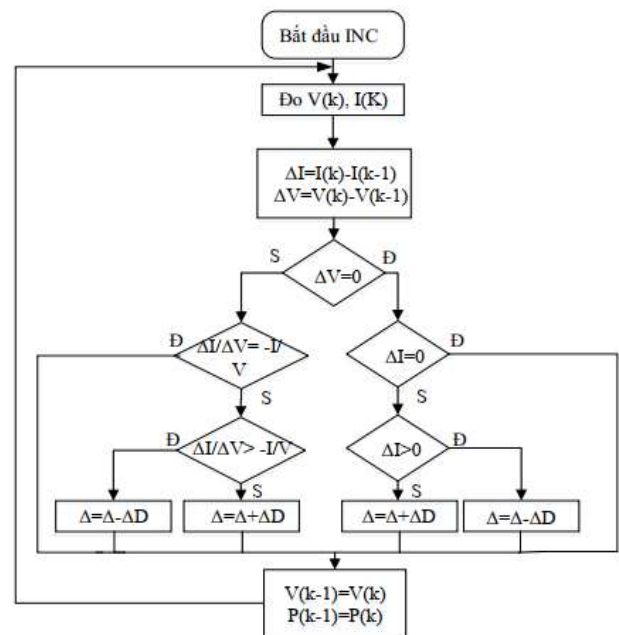 Bắt đầu INC
Đo V(k), I(K)
ΔI=I(k)-I(k-1)
ΔV=V(k)-V(k-1)
S
Đ
ΔV=0
Đ
ΔI/ΔV= -I/
V
ΔI=0
Đ
S
S
Đ
ΔI/ΔV> -I/V
ΔI>0
Đ
S
S
Δ=Δ-ΔD
Δ=Δ+ΔD
Δ=Δ+ΔD
Δ=Δ-ΔD
V(k-1)=V(k)
P(k-1)=P(k)